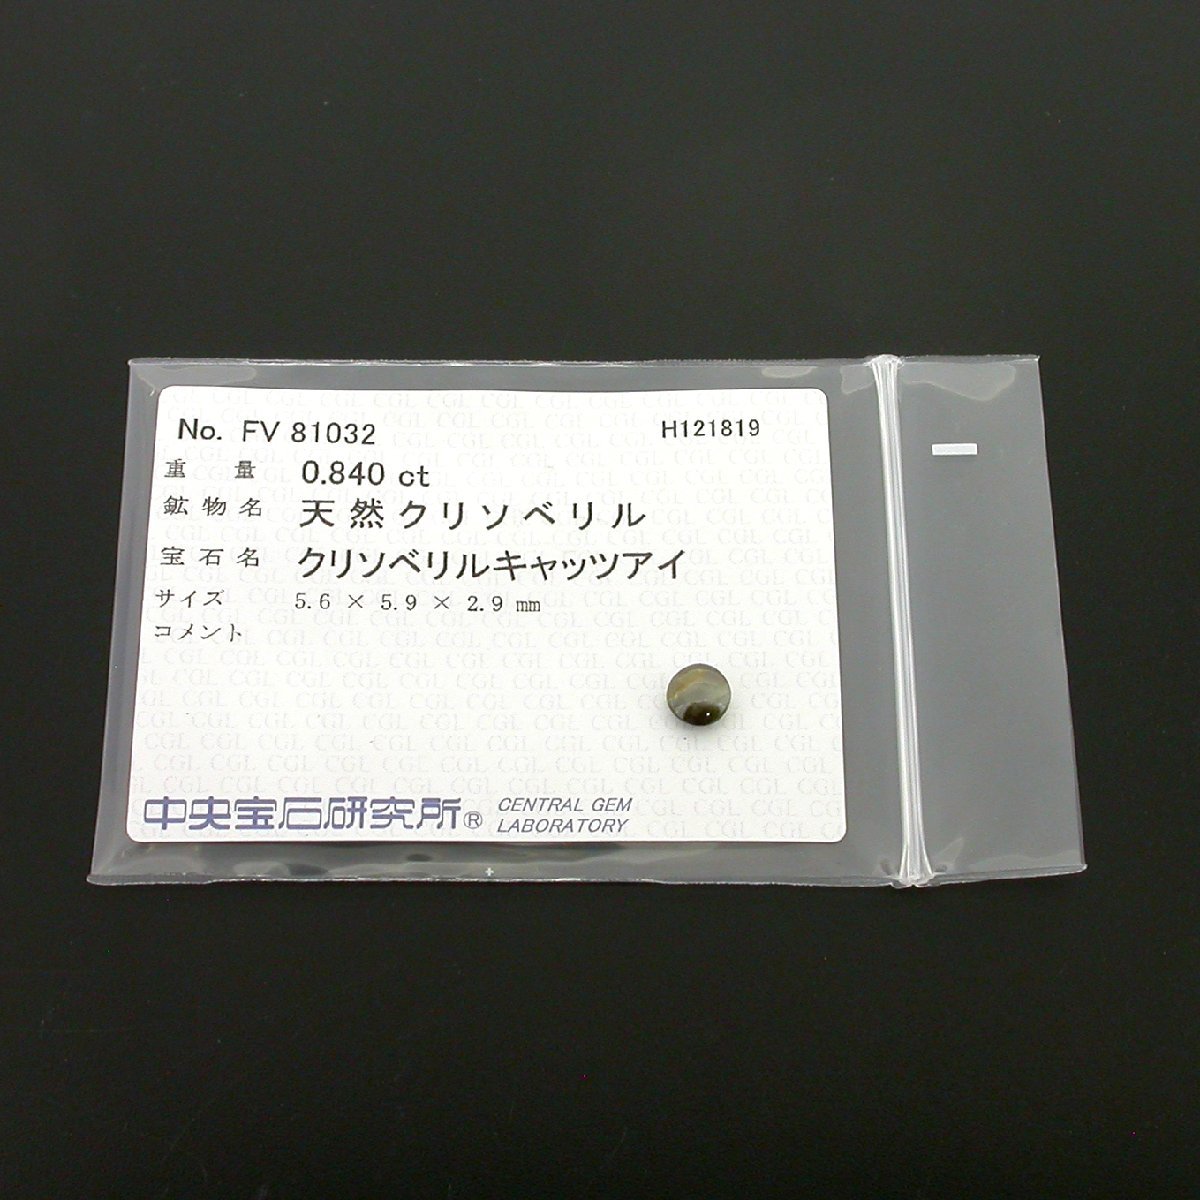 No. FV 81032 H121819
重 量 0.840 ct
鉱物名 天然クリソベリル
宝石名 クリソベリルキャッツアイ
サイズ 5.6 × 5.9 × 2.9 mm
コメント
中央宝石研究所® CENTRAL GEM
LABORATORY